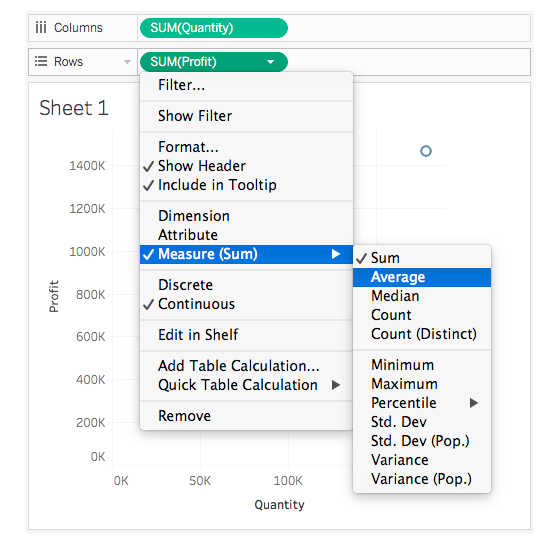 Columns
SUM(Quantity)
Rows
SUM(Profit)
Sheet 1
Filter...
Show Filter
Format...
Show Header
Include in Tooltip
Dimension
Attribute
Measure (Sum)
Discrete
Continuous
Edit in Shelf
Add Table Calculation...
Quick Table Calculation
Remove
Sum
Average
Median
Count
Count (Distinct)
Minimum
Maximum
Percentile
Std. Dev
Std. Dev (Pop.)
Variance
Variance (Pop.)
Profit
1400K
1200K
1000K
800K
600K
400K
200K
0K
0K 50K 100K
Quantity